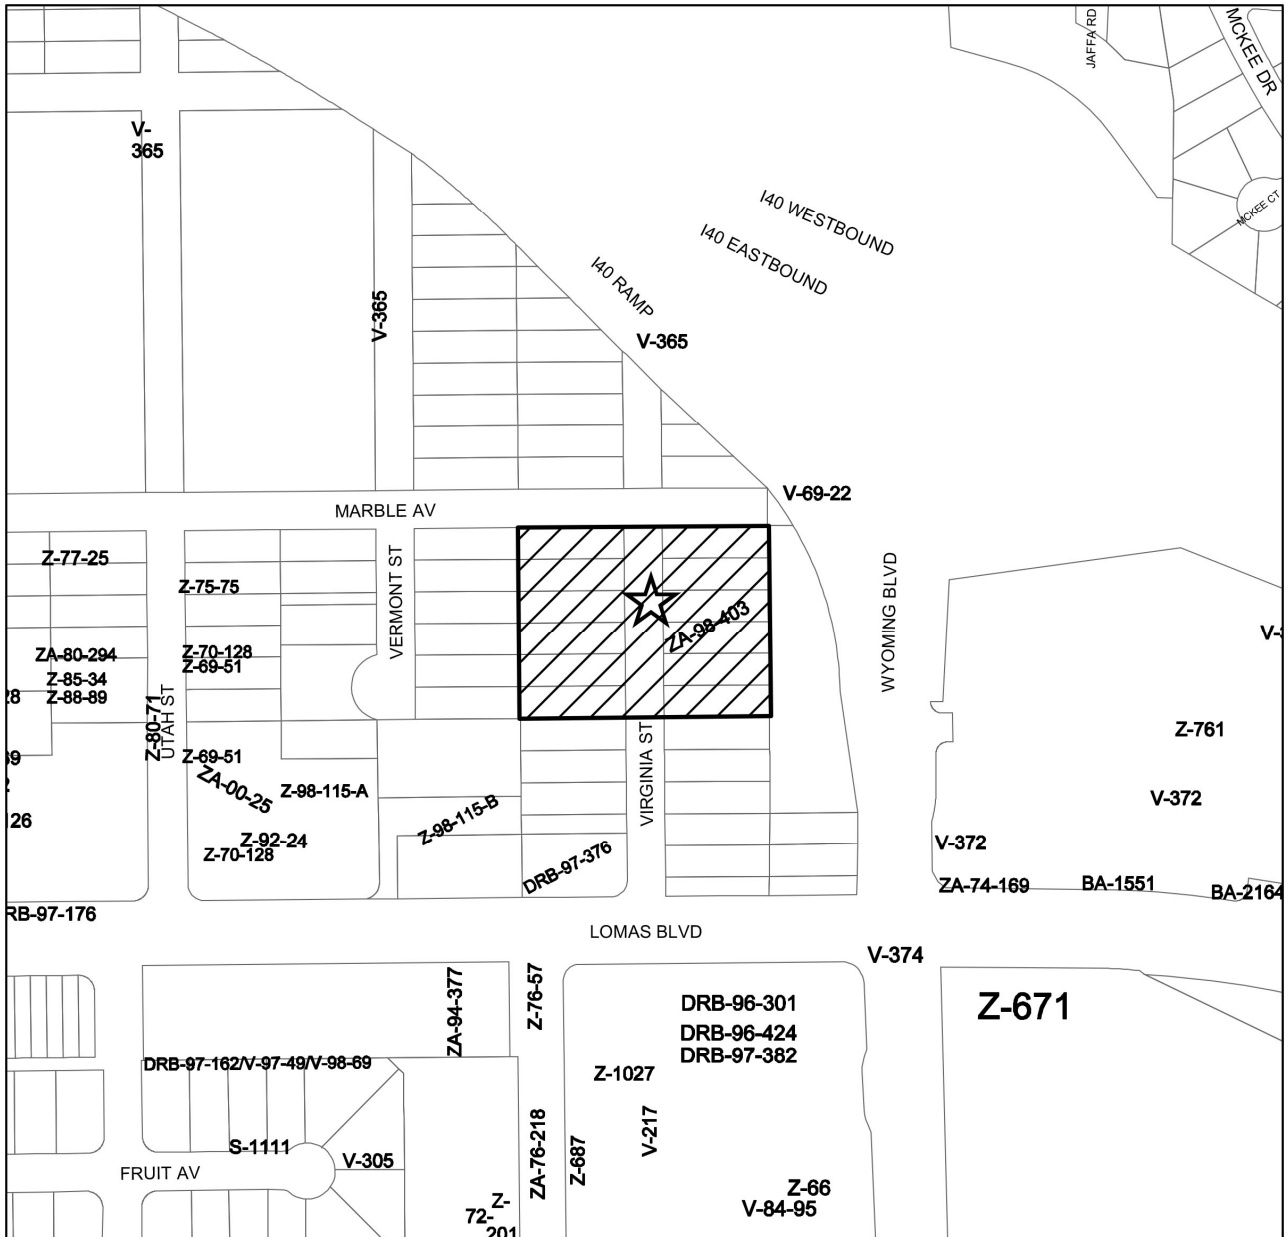 JAFFA RD
MCKEE DR
V-
365
MCKEE CT
I40 WESTBOUND
I40 EASTBOUND
I40 RAMP
V-365
V-365
V-69-22
MARBLE AV
Z-77-25
Z-75-75
VERMONT ST
WYOMING BLVD
ZA-98-403
V-3
ZA-80-294
Z-70-128
Z-69-51
Z-85-34
Z-88-89
28
Z-80-71
UTAH ST
Z-761
VIRGINIA ST
Z-69-51
39
ZA-00-25
Z-98-115-A
V-372
Z-98-115-B
126
Z-92-24
Z-70-128
V-372
DRB-97-376
ZA-74-169
BA-1551
BA-2164
RB-97-176
LOMAS BLVD
V-374
ZA-94-377
Z-76-57
DRB-96-301
Z-671
DRB-96-424
DRB-97-382
DRB-97-162/V-97-49/V-98-69
Z-1027
V-217
ZA-76-218
Z-687
S-1111
V-305
FRUIT AV
Z-66
V-84-95
Z-
72-
201